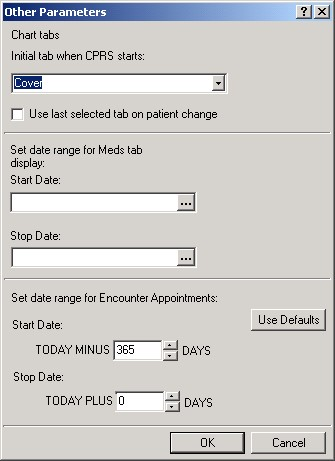 Other Parameters
Chart tabs
Initial tab when CPRS starts:
Cover
Use last selected tab on patient change
Set date range for Meds tab
display:
Start Date:
...
Stop Date:
...
Set date range for Encounter Appointments:
Use Defaults
Start Date:
TODAY MINUS 365 DAYS
Stop Date:
TODAY PLUS 0 DAYS
OK Cancel